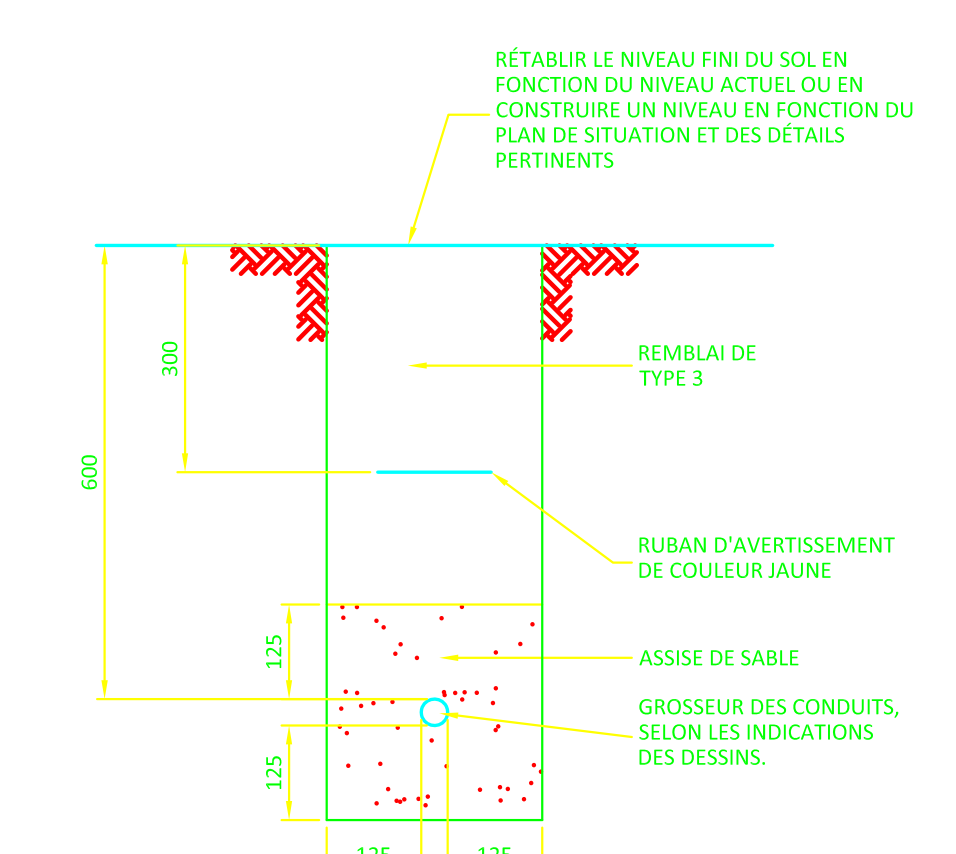 RÉTABLIR LE NIVEAU FINI DU SOL EN
FONCTION DU NIVEAU ACTUEL OU EN
CONSTRUIRE UN NIVEAU EN FONCTION DU
PLAN DE SITUATION ET DES DÉTAILS
PERTINENTS
300
REMBLAI DE
TYPE 3
600
RUBAN D'AVERTISSEMENT
DE COULEUR JAUNE
125
ASSISE DE SABLE
GROSSEUR DES CONDUITS,
SELON LES INDICATIONS
DES DESSINS.
125
125
125